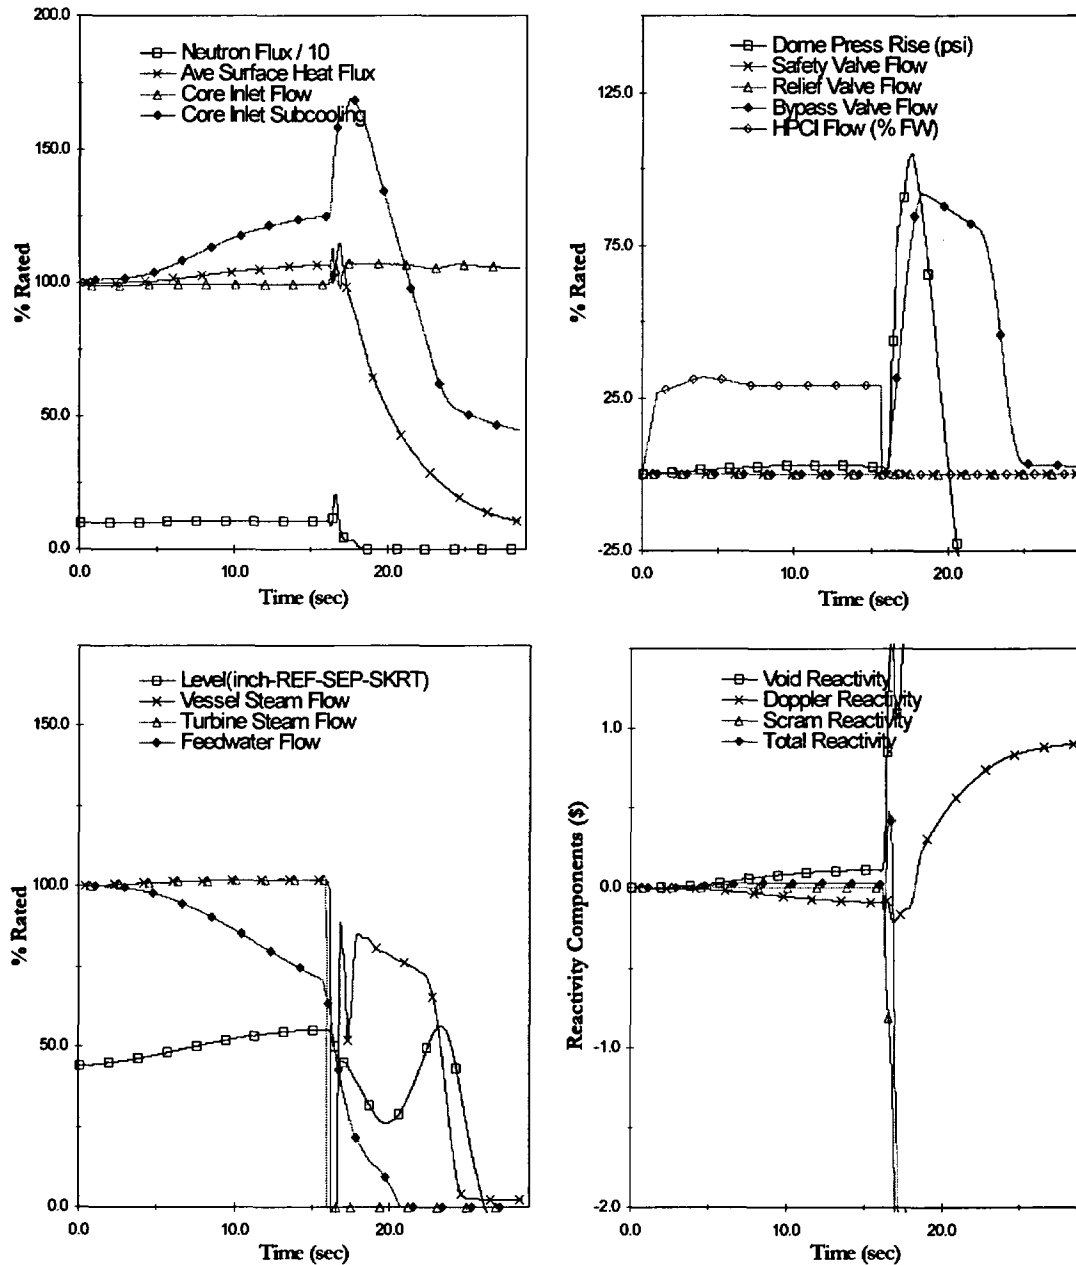 200.0
Neutron Flux / 10
Ave Surface Heat Flux
Core Inlet Flow
Core Inlet Subcooling
150.0
% Rated
100.0
50.0
0.0
0.0 10.0 20.0
Time (sec)
Dome Press Rise (psi)
Safety Valve Flow
Relief Valve Flow
Bypass Valve Flow
HPCI Flow (% FW)
125.0
% Rated
75.0
25.0
-25.0
0.0 10.0 20.0
Time (sec)
Level(inch-REF-SEP-SKRT)
Vessel Steam Flow
Turbine Steam Flow
Feedwater Flow
150.0
% Rated
100.0
50.0
0.0
0.0 10.0 20.0
Time (sec)
Void Reactivity
Doppler Reactivity
Scram Reactivity
Total Reactivity
1.0
Reactivity Components ($)
0.0
-1.0
-2.0
0.0 10.0 20.0
Time (sec)